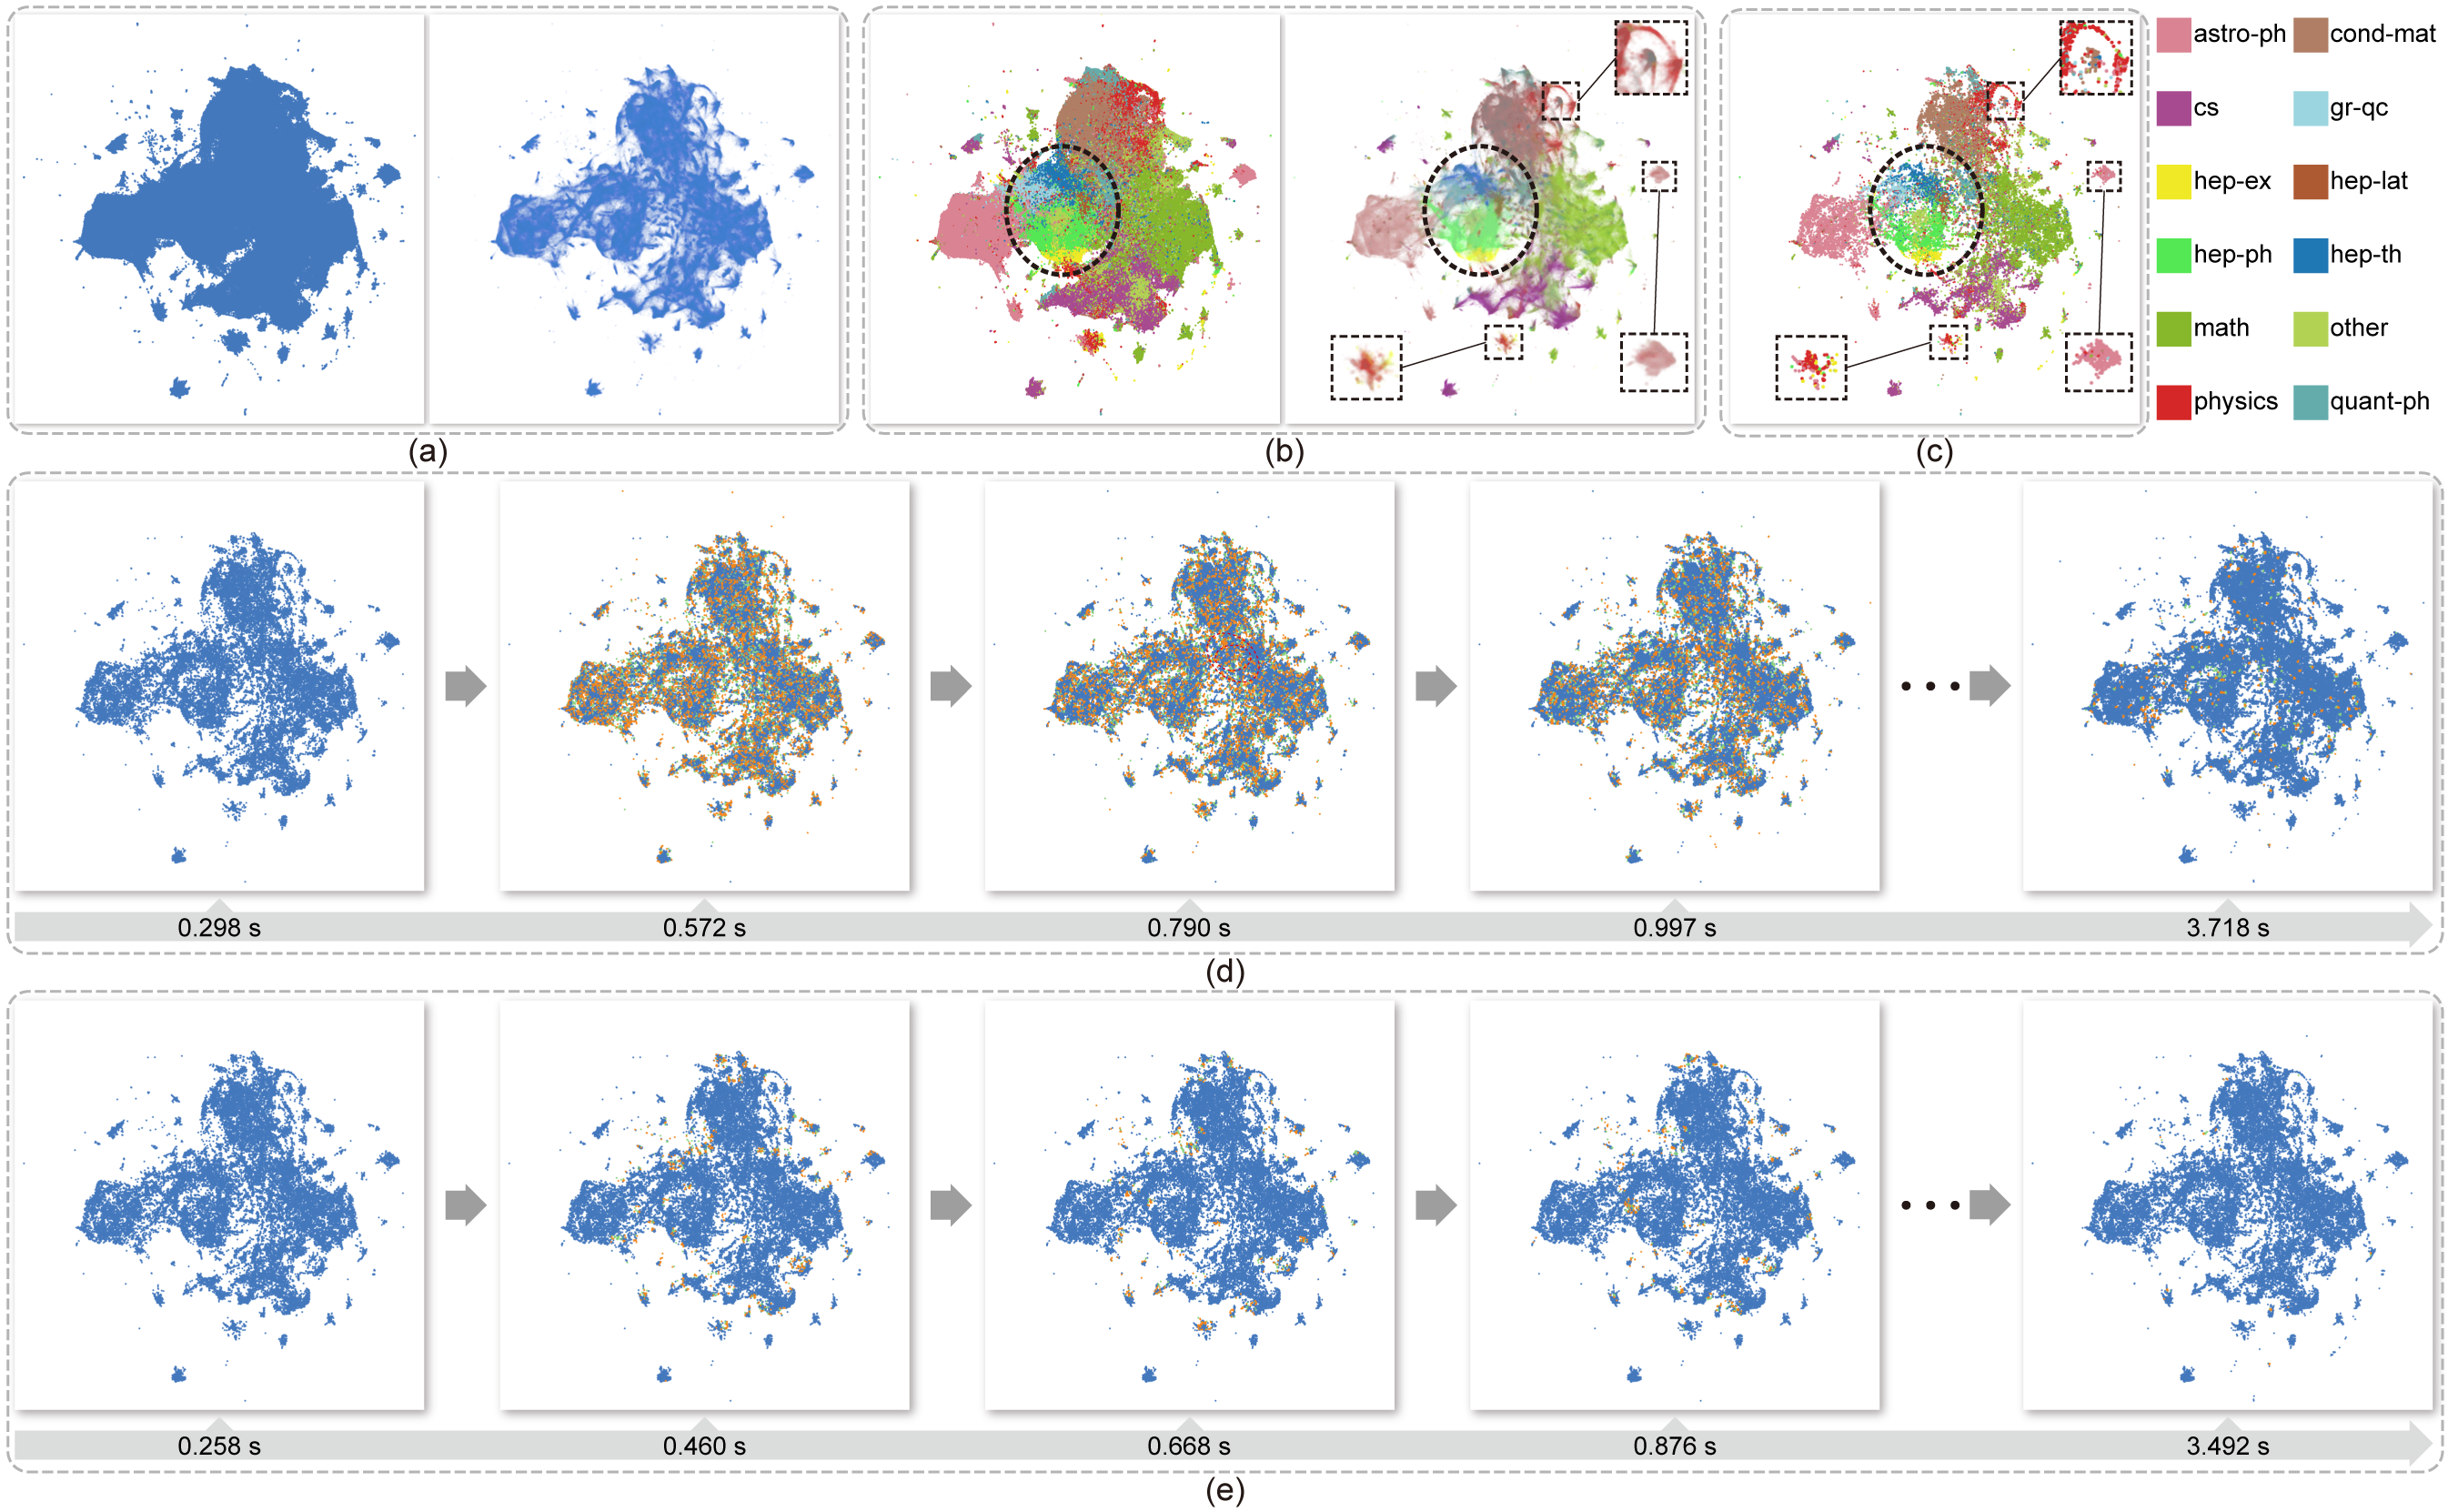 astro-ph cond-mat
cs gr-qc
hep-ex hep-lat
hep-ph hep-th
math other
physics quant-ph
(a) (b) (c)
0.298 s 0.572 s 0.790 s 0.997 s 3.718 s
(d)
0.258 s 0.460 s 0.668 s 0.876 s 3.492 s
(e)